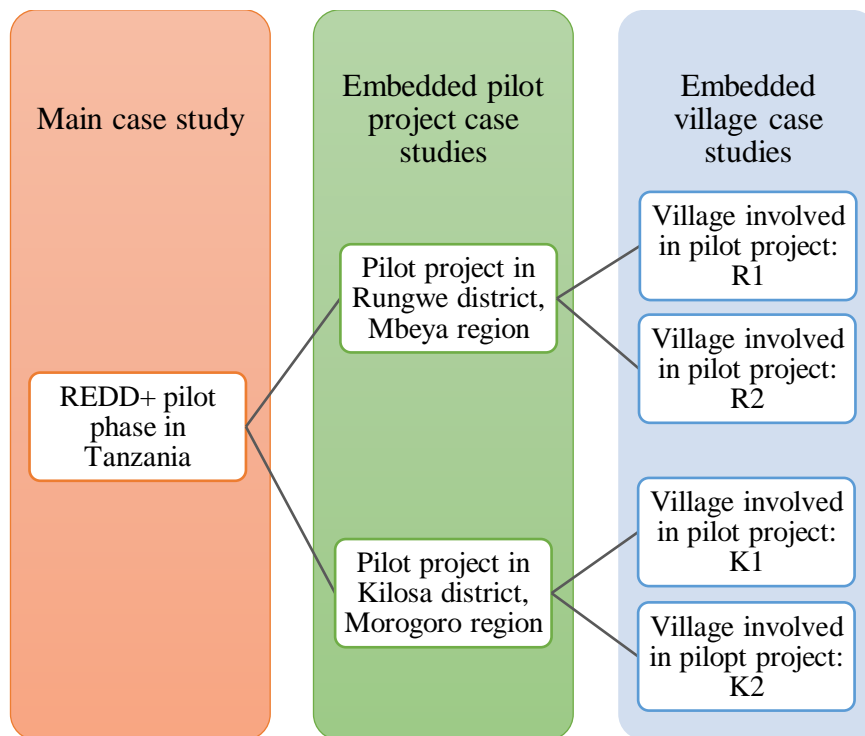 Main case study
Embedded pilot
project case
studies
Embedded
village case
studies
REDD+ pilot
phase in
Tanzania
Pilot project in
Rungwe district,
Mbeya region
Pilot project in
Kilosa district,
Morogoro region
Village involved
in pilot project:
R1
Village involved
in pilot project:
R2
Village involved
in pilot project:
K1
Village involved
in pilopt project:
K2